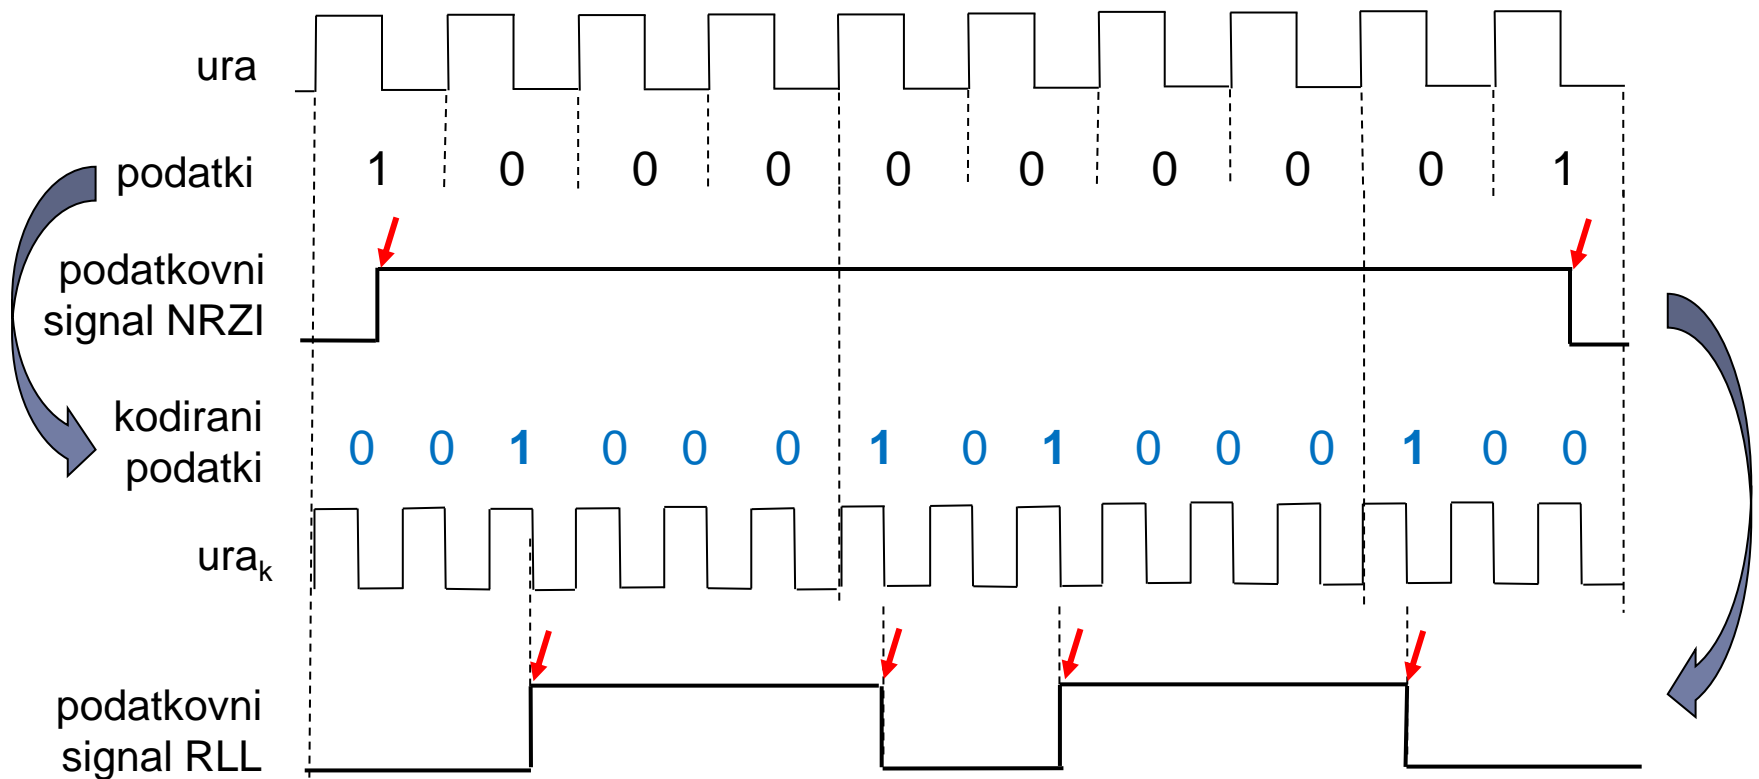 ura
podatki 1 0 0 0 0 0 0 0 0 1
podatkovni
signal NRZI
kodirani
podatki 0 0 1 0 0 0 1 0 1 0 0 0 1 0 0
uraₖ
podatkovni
signal RLL